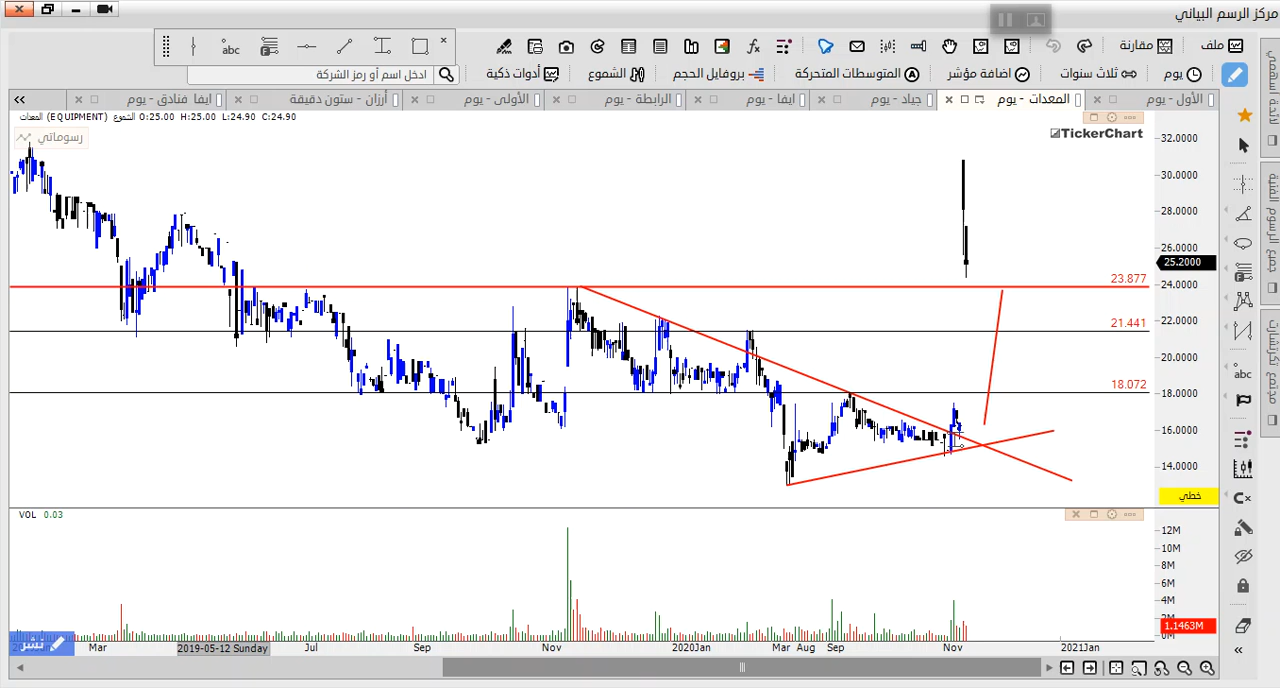 مركز الرسم البياني
ملف
مقارنة
abc
يوم
ثلاث سنوات
اضافة مؤشر
المتوسطات المتحركة
بروفايل الحجم
الشموع
أدوات ذكية
ادخل اسم أو رمز الشركة
الأول - يوم
المعدات - يوم
جياد - يوم
ايفا - يوم
الرابطة - يوم
الأولى - يوم
أرزان - ستون دقيقة
ايفا فنادق - يوم
المعدات (EQUIPMENT) الشموع O:25.00 H:25.00 L:24.90 C:24.90
رسوماتي
TickerChart
32.0000
30.0000
28.0000
26.0000
25.2000
24.0000
22.0000
20.0000
18.0000
16.0000
14.0000
23.877
21.441
18.072
خطي
abc
VOL 0.03
12M
10M
8M
6M
4M
2M
1.1463M
0M
نشر
Mar
2019-05-12 Sunday
Jul
Sep
Nov
2020Jan
Mar
Aug
Sep
Nov
2021Jan